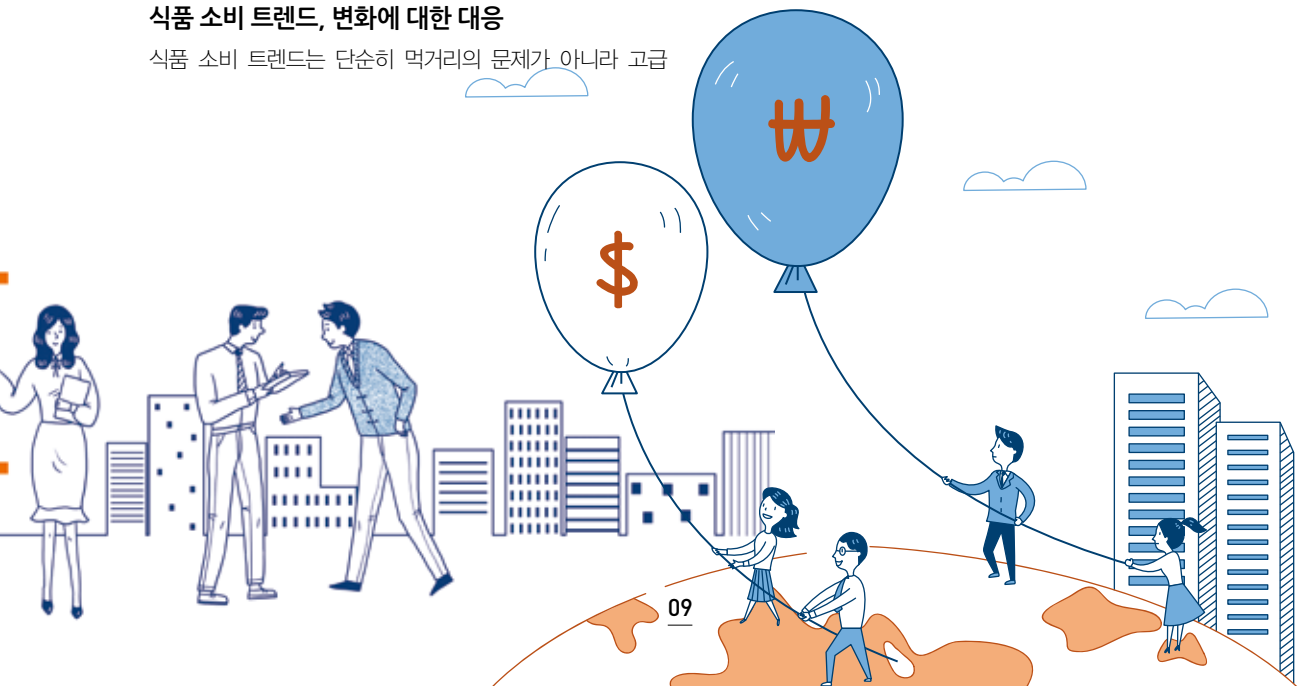 식품 소비 트렌드, 변화에 대한 대응
식품 소비 트렌드는 단순히 먹거리의 문제가 아니라 고급
₩
$
09